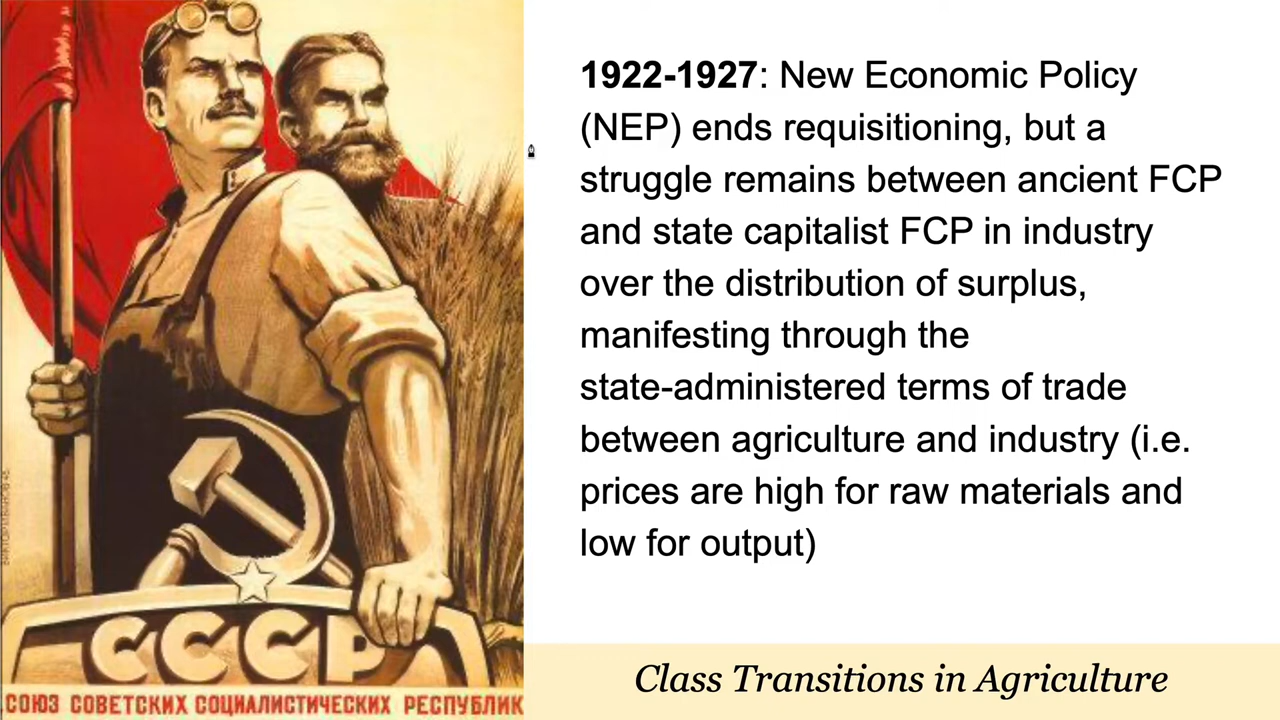 1922-1927: New Economic Policy
(NEP) ends requisitioning, but a
struggle remains between ancient FCP
and state capitalist FCP in industry
over the distribution of surplus,
manifesting through the
state-administered terms of trade
between agriculture and industry (i.e.
prices are high for raw materials and
low for output)
Class Transitions in Agriculture
СССР
СОЮЗ СОВЕТСКИХ СОЦИАЛИСТИЧЕСКИХ РЕСПУБЛИК